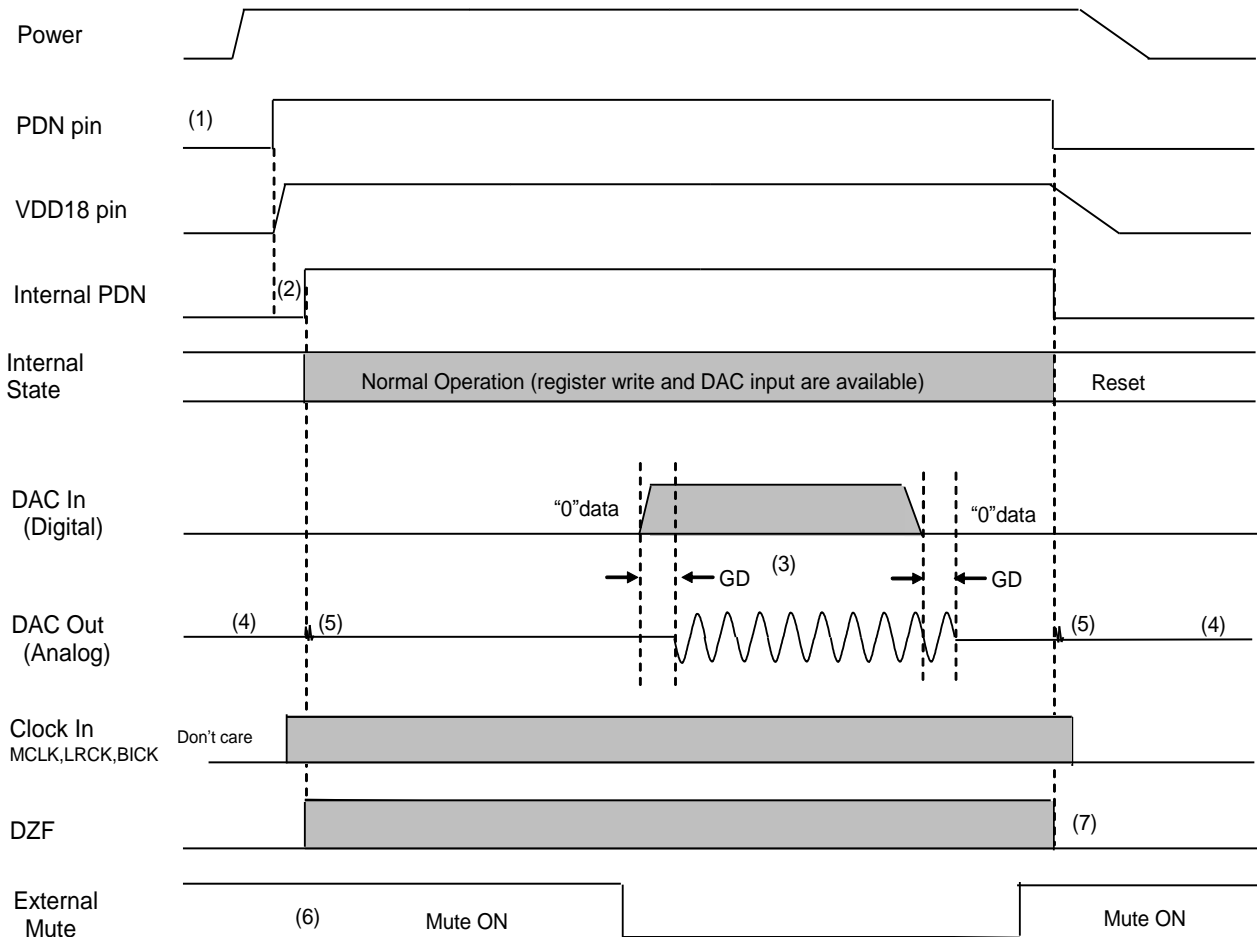 Power
PDN pin
(1)
VDD18 pin
Internal PDN
(2)
Internal
State
Normal Operation (register write and DAC input are available)
Reset
DAC In
(Digital)
“0”data
“0”data
GD
(3)
GD
DAC Out
(Analog)
(4)
(5)
(5)
(4)
Clock In
MCLK,LRCK,BICK
Don’t care
DZF
(7)
External
Mute
(6)
Mute ON
Mute ON